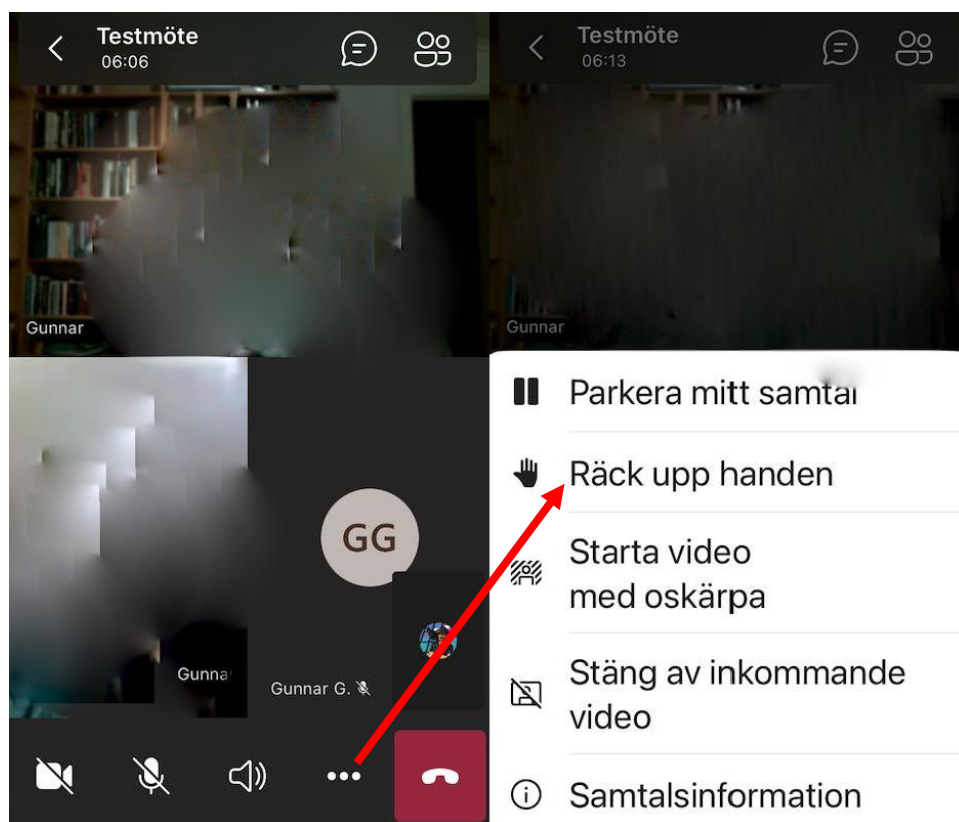 Testmöte
06:06
Gunnar
GG
Gunna
Gunnar G.
Testmöte
06:13
Gunnar
Parkera mitt samtal
Räck upp handen
Starta video
med oskärpa
Stäng av inkommande
video
Samtalsinformation